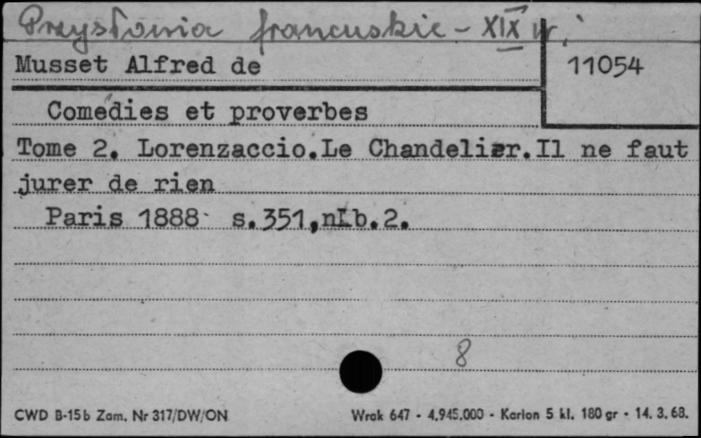 Przysłowia francuskie - XIX w.
Musset Alfred de
11054
Comédies et proverbes
Tome 2. Lorenzaccio.Le Chandelier.Il ne faut
jurer de rien
Paris 1888 s.351,nlb.2.
8
CWD B-15b Zam. Nr 317/DW/ON Wrak 647 - 4.945.000 - Karton 5 kl. 180 gr - 14.3.68.